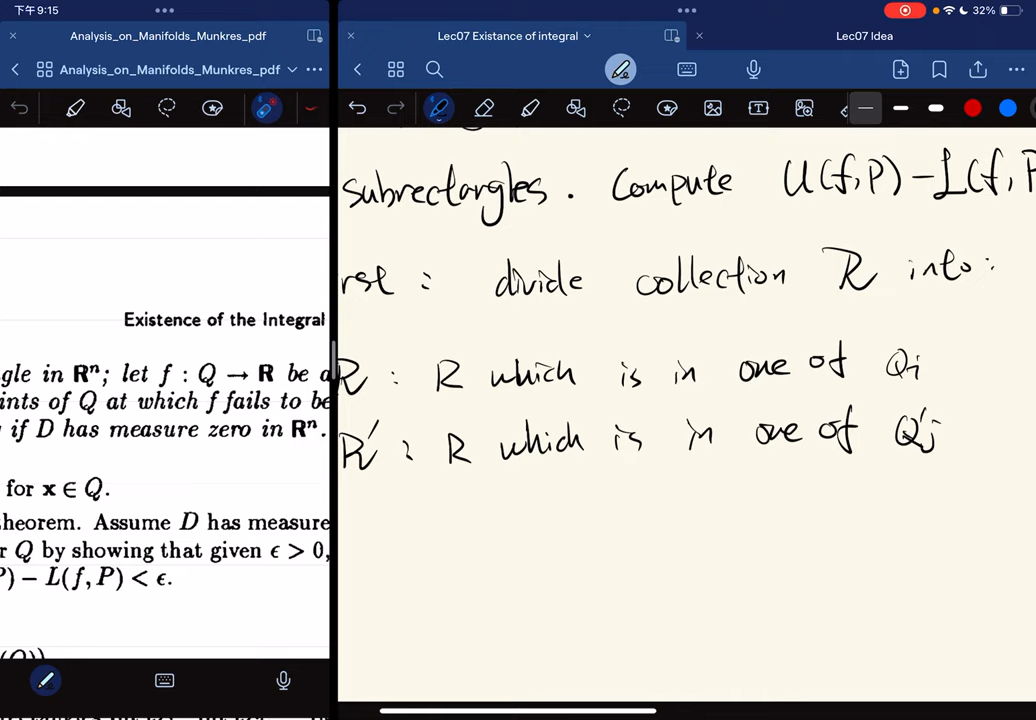 下午9:15
32%
Analysis_on_Manifolds_Munkres_pdf
Lec07 Existance of integral
Lec07 Idea
Analysis_on_Manifolds_Munkres_pdf
Existence of the Integral
gle in Rⁿ; let f : Q → R be a
ints of Q at which f fails to be
if D has measure zero in Rⁿ.
for x ∈ Q.
heorem. Assume D has measure
r Q by showing that given ϵ > 0,
P) − L(f, P) < ϵ.
(Q))
subrectangles. Compute U(f,P) − L(f,P
rst : divide collection R into:
R : R which is in one of Qi
R' : R which is in one of Q'j